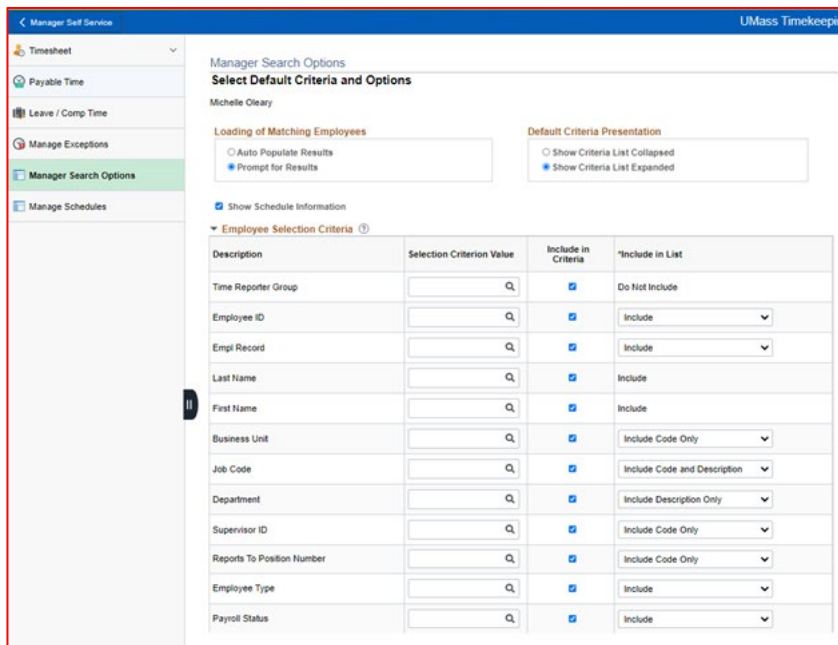 Manager Self Service
UMass Timekeepi
Timesheet
Payable Time
Leave / Comp Time
Manage Exceptions
Manager Search Options
Manage Schedules
Manager Search Options
Select Default Criteria and Options
Michelle Oleary
Loading of Matching Employees
Default Criteria Presentation
Auto Populate Results
Show Criteria List Collapsed
Prompt for Results
Show Criteria List Expanded
Show Schedule Information
Employee Selection Criteria
Description Selection Criterion Value Include in Criteria *Include in List
Time Reporter Group Do Not Include
Employee ID Include
Empl Record Include
Last Name Include
First Name Include
Business Unit Include Code Only
Job Code Include Code and Description
Department Include Description Only
Supervisor ID Include Code Only
Reports To Position Number Include Code Only
Employee Type Include
Payroll Status Include